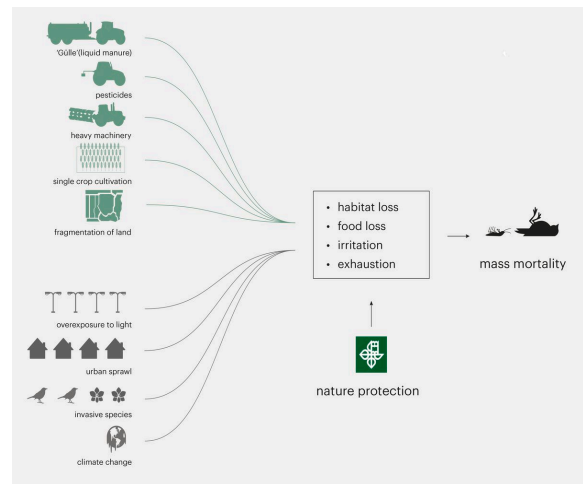 'Gülle'(liquid manure)
pesticides
heavy machinery
single crop cultivation
fragmentation of land
• habitat loss
• food loss
• irritation
• exhaustion
mass mortality
overexposure to light
urban sprawl
nature protection
invasive species
climate change